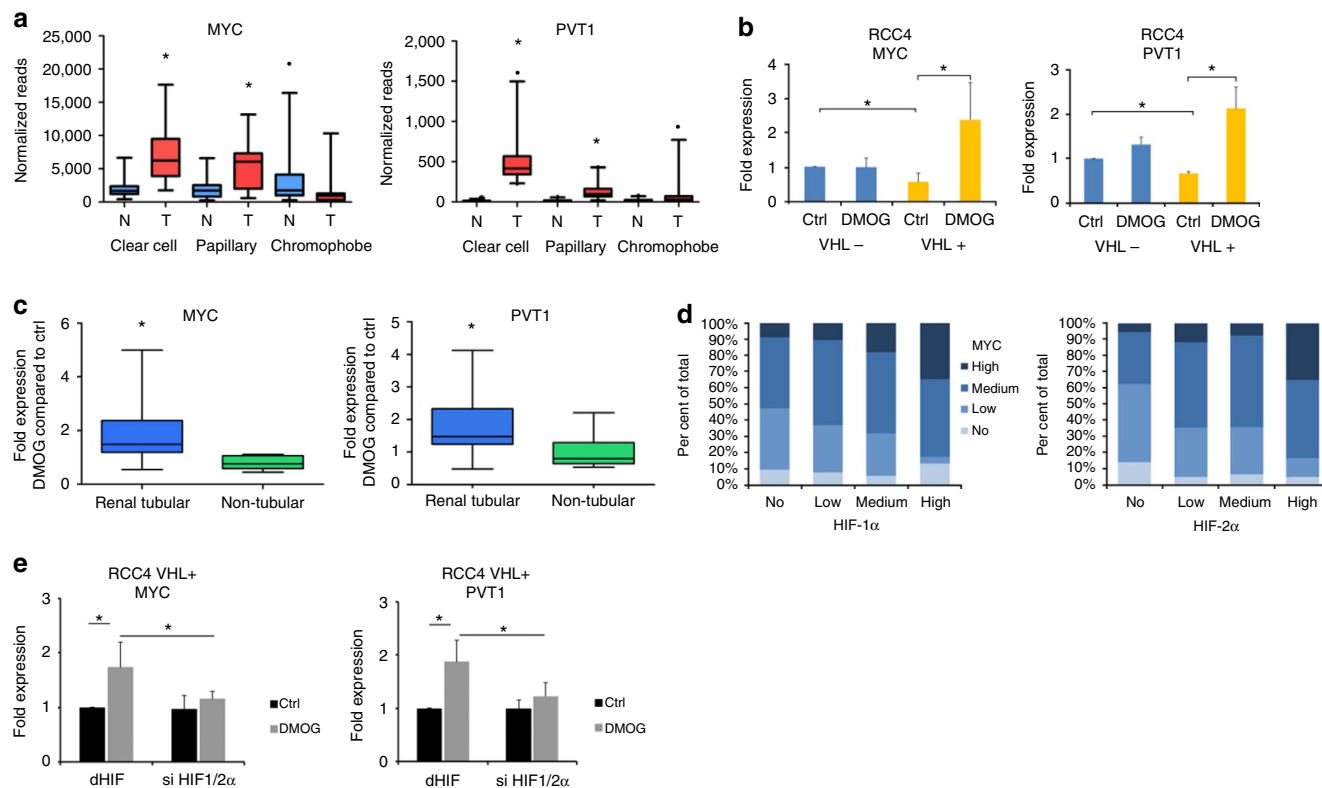 a
MYC
Normalized reads
25,000
20,000
15,000
10,000
5,000
0
*
*
N T N T N T
Clear cell Papillary Chromophobe
PVT1
Normalized reads
2,000
1,500
1,000
500
0
*
*
N T N T N T
Clear cell Papillary Chromophobe
b
RCC4
MYC
Fold expression
4
3
2
1
0
*
*
Ctrl DMOG Ctrl DMOG
VHL – VHL +
RCC4
PVT1
Fold expression
3
2
1
0
*
*
Ctrl DMOG Ctrl DMOG
VHL – VHL +
c
MYC
Fold expression
DMOG compared to ctrl
6
4
2
0
*
Renal tubular Non-tubular
PVT1
Fold expression
DMOG compared to ctrl
5
4
3
2
1
0
*
Renal tubular Non-tubular
d
Per cent of total
100%
90%
80%
70%
60%
50%
40%
30%
20%
10%
0%
No Low Medium High
HIF-1α
MYC
High
Medium
Low
No
Per cent of total
100%
90%
80%
70%
60%
50%
40%
30%
20%
10%
0%
No Low Medium High
HIF-2α
e
RCC4 VHL+
MYC
Fold expression
3
2
1
0
*
*
dHIF si HIF1/2α
Ctrl
DMOG
RCC4 VHL+
PVT1
Fold expression
3
2
1
0
*
*
dHIF si HIF1/2α
Ctrl
DMOG